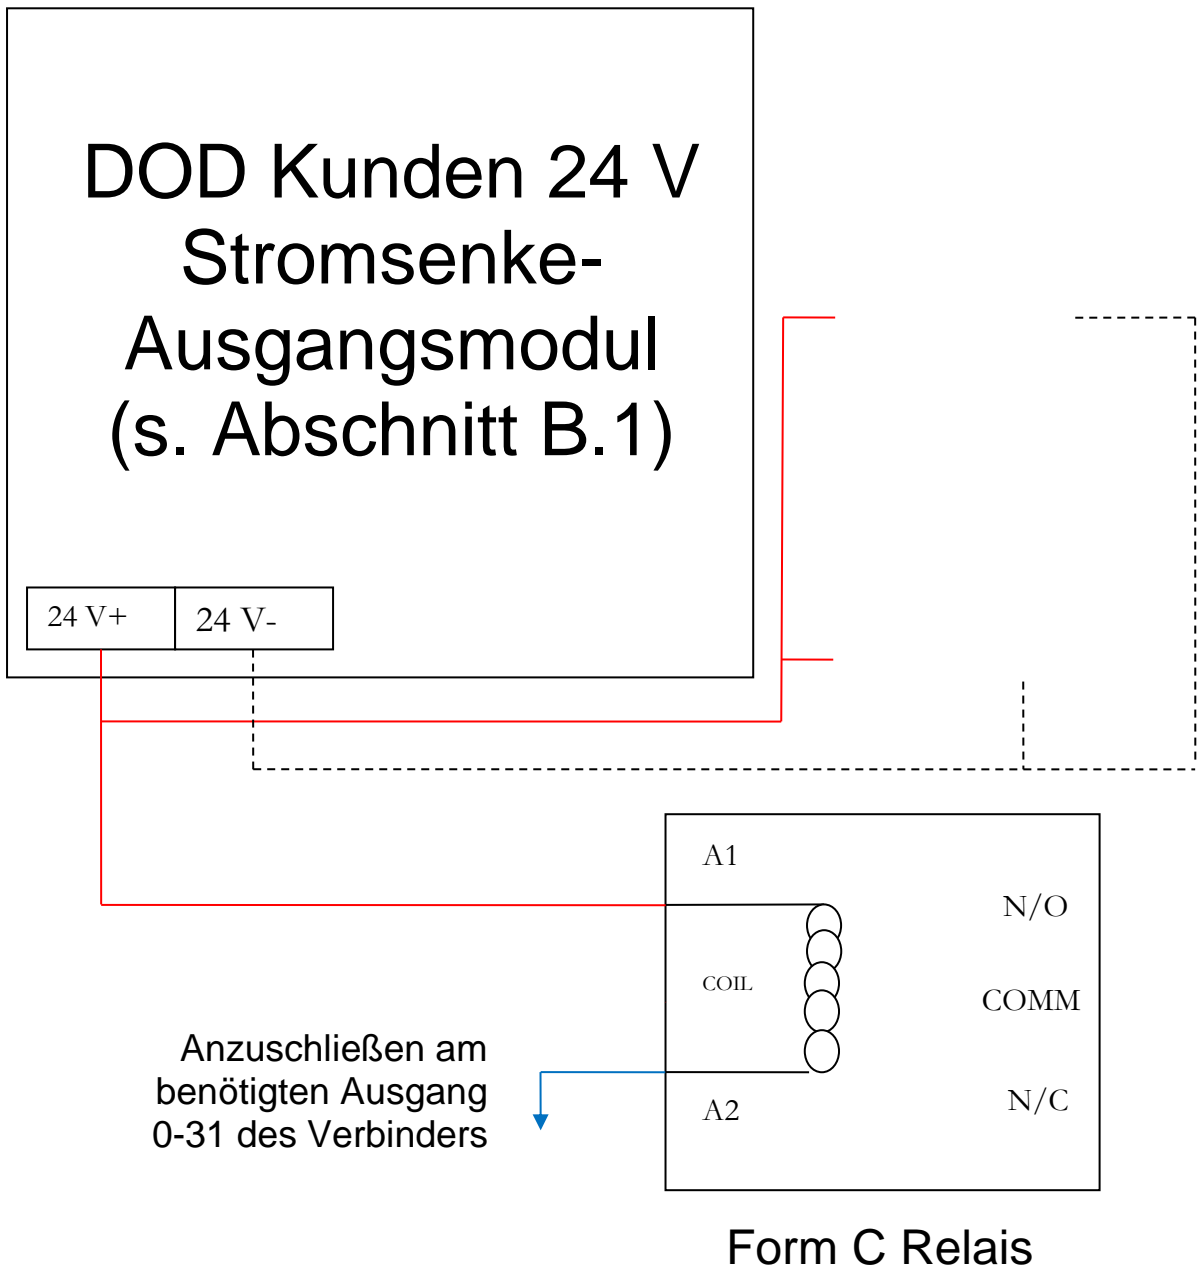 DOD Kunden 24 V
Stromsenke-
Ausgangsmodul
(s. Abschnitt B.1)
24 V+
24 V-
A1
N/O
COIL
COMM
Anzuschließen am
benötigten Ausgang
0-31 des Verbinders
A2
N/C
Form C Relais